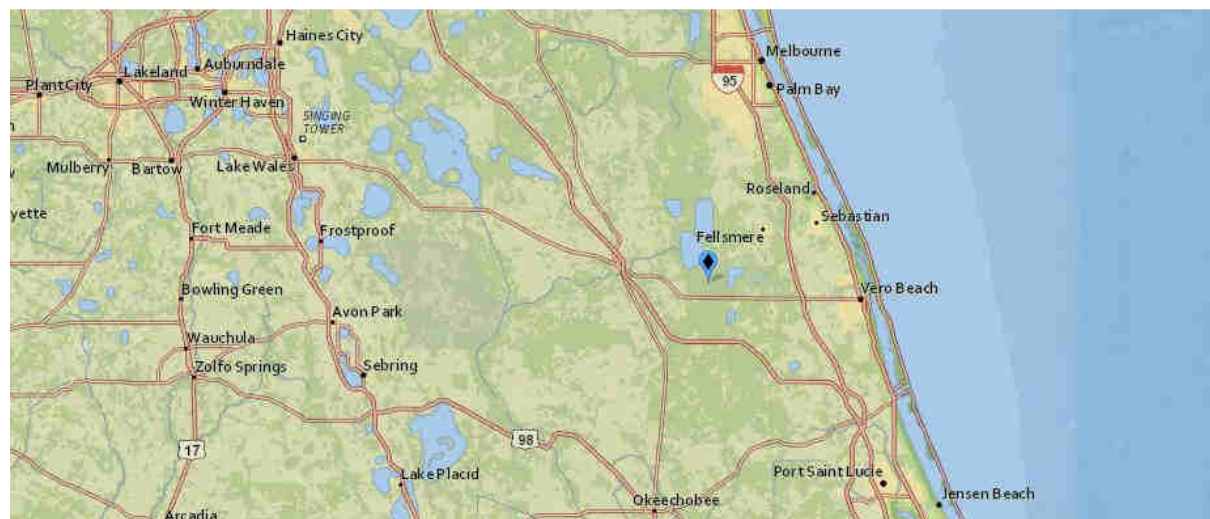 Haines City
Melbourne
Auburndale
Lakeland
95
Plant City
Palm Bay
Winter Haven
SINGING
TOWER
Mulberry
Bartow
Lake Wales
Roseland
yette
Sebastian
Fort Meade
Frostproof
Fellsmere
Bowling Green
Vero Beach
Avon Park
Wauchula
Zolfo Springs
Sebring
98
17
Lake Placid
Port Saint Lucie
Jensen Beach
Okeechobee
Arcadia